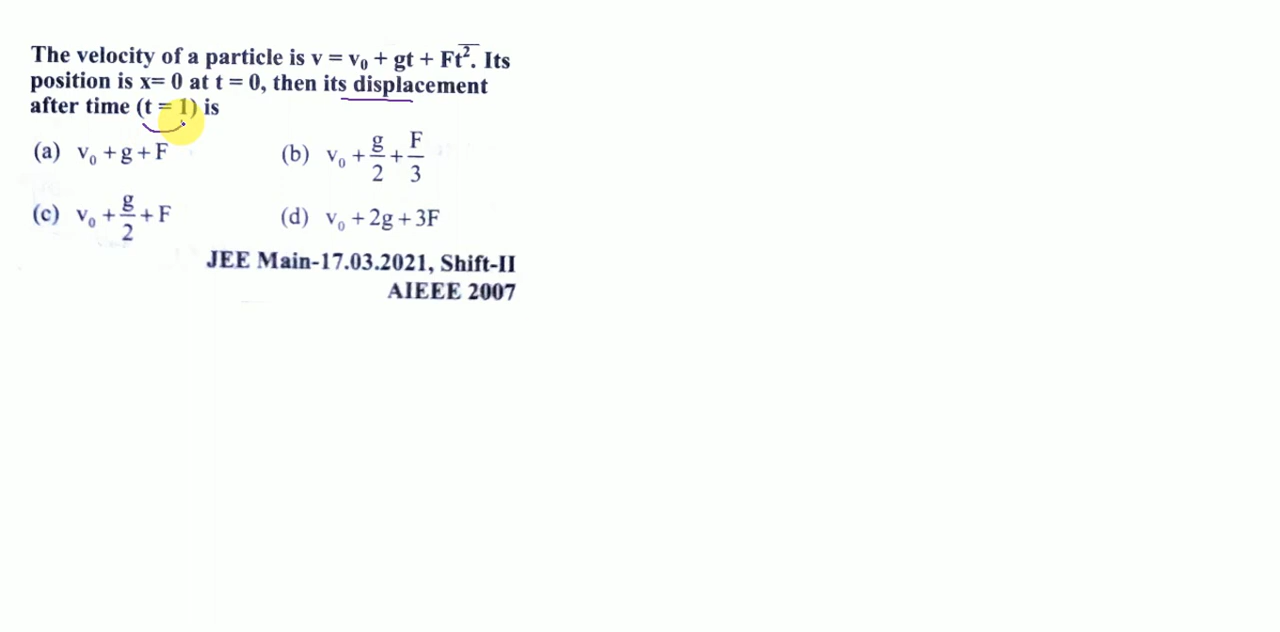 The velocity of a particle is v = v₀ + gt + Ft². Its
position is x= 0 at t = 0, then its displacement
after time (t = 1) is
(a) v₀ + g + F (b) v₀ + g/2 + F/3
(c) v₀ + g/2 + F (d) v₀ + 2g + 3F
JEE Main-17.03.2021, Shift-II
AIEEE 2007